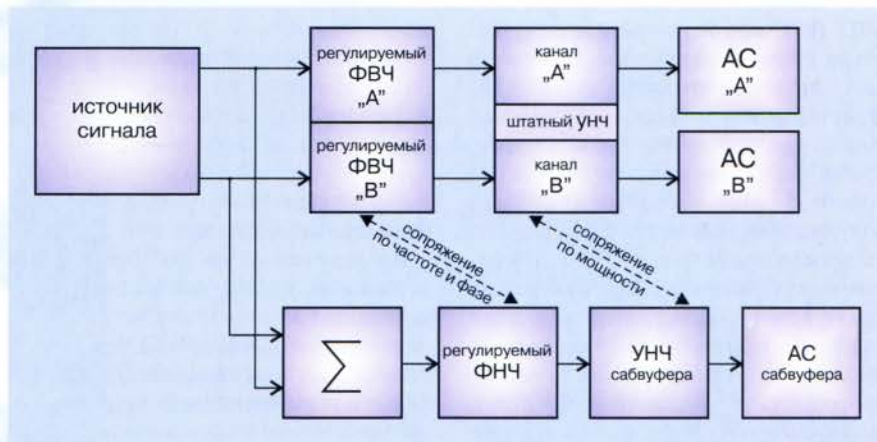 источник
сигнала
регулируемый
ФВЧ
„А”
регулируемый
ФВЧ
„В”
канал
„А”
штатный УНЧ
канал
„В”
АС
„А”
АС
„В”
сопряжение
по частоте и фазе
сопряжение
по мощности
∑
регулируемый
ФНЧ
УНЧ
сабвуфера
АС
сабвуфера